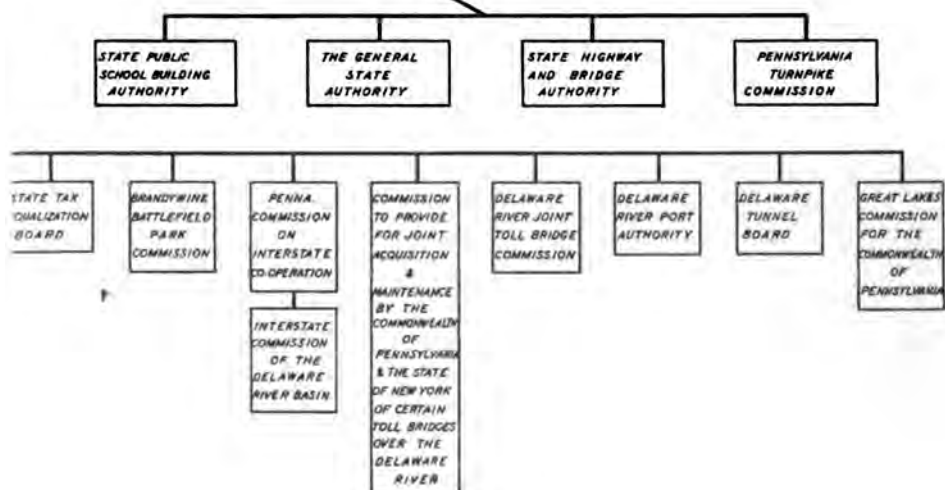 STATE PUBLIC
SCHOOL BUILDING
AUTHORITY
THE GENERAL
STATE
AUTHORITY
STATE HIGHWAY
AND BRIDGE
AUTHORITY
PENNSYLVANIA
TURNPIKE
COMMISSION
STATE TAX
QUALIZATION
BOARD
BRANDYWINE
BATTLEFIELD
PARK
COMMISSION
PENNA.
COMMISSION
ON
INTERSTATE
CO-OPERATION
INTERSTATE
COMMISSION
OF THE
DELAWARE
RIVER BASIN
COMMISSION
TO PROVIDE
FOR JOINT
ACQUISITION
&
MAINTENANCE
BY THE
COMMONWEALTH
OF
PENNSYLVANIA
& THE STATE
OF NEW YORK
OF CERTAIN
TOLL BRIDGES
OVER THE
DELAWARE
RIVER
DELAWARE
RIVER JOINT
TOLL BRIDGE
COMMISSION
DELAWARE
RIVER PORT
AUTHORITY
DELAWARE
TUNNEL
BOARD
GREAT LAKES
COMMISSION
FOR THE
COMMONWEALTH
OF
PENNSYLVANIA